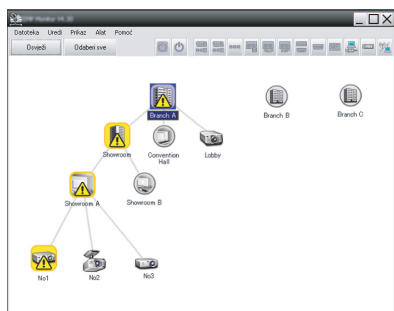 Datoteka Uredi Prikaz Alat Pomoć
Osvježi Odaberi sve
Branch A Branch B Branch C
Showroom Convention Hall Lobby
Showroom A Showroom B
No1 No2 No3